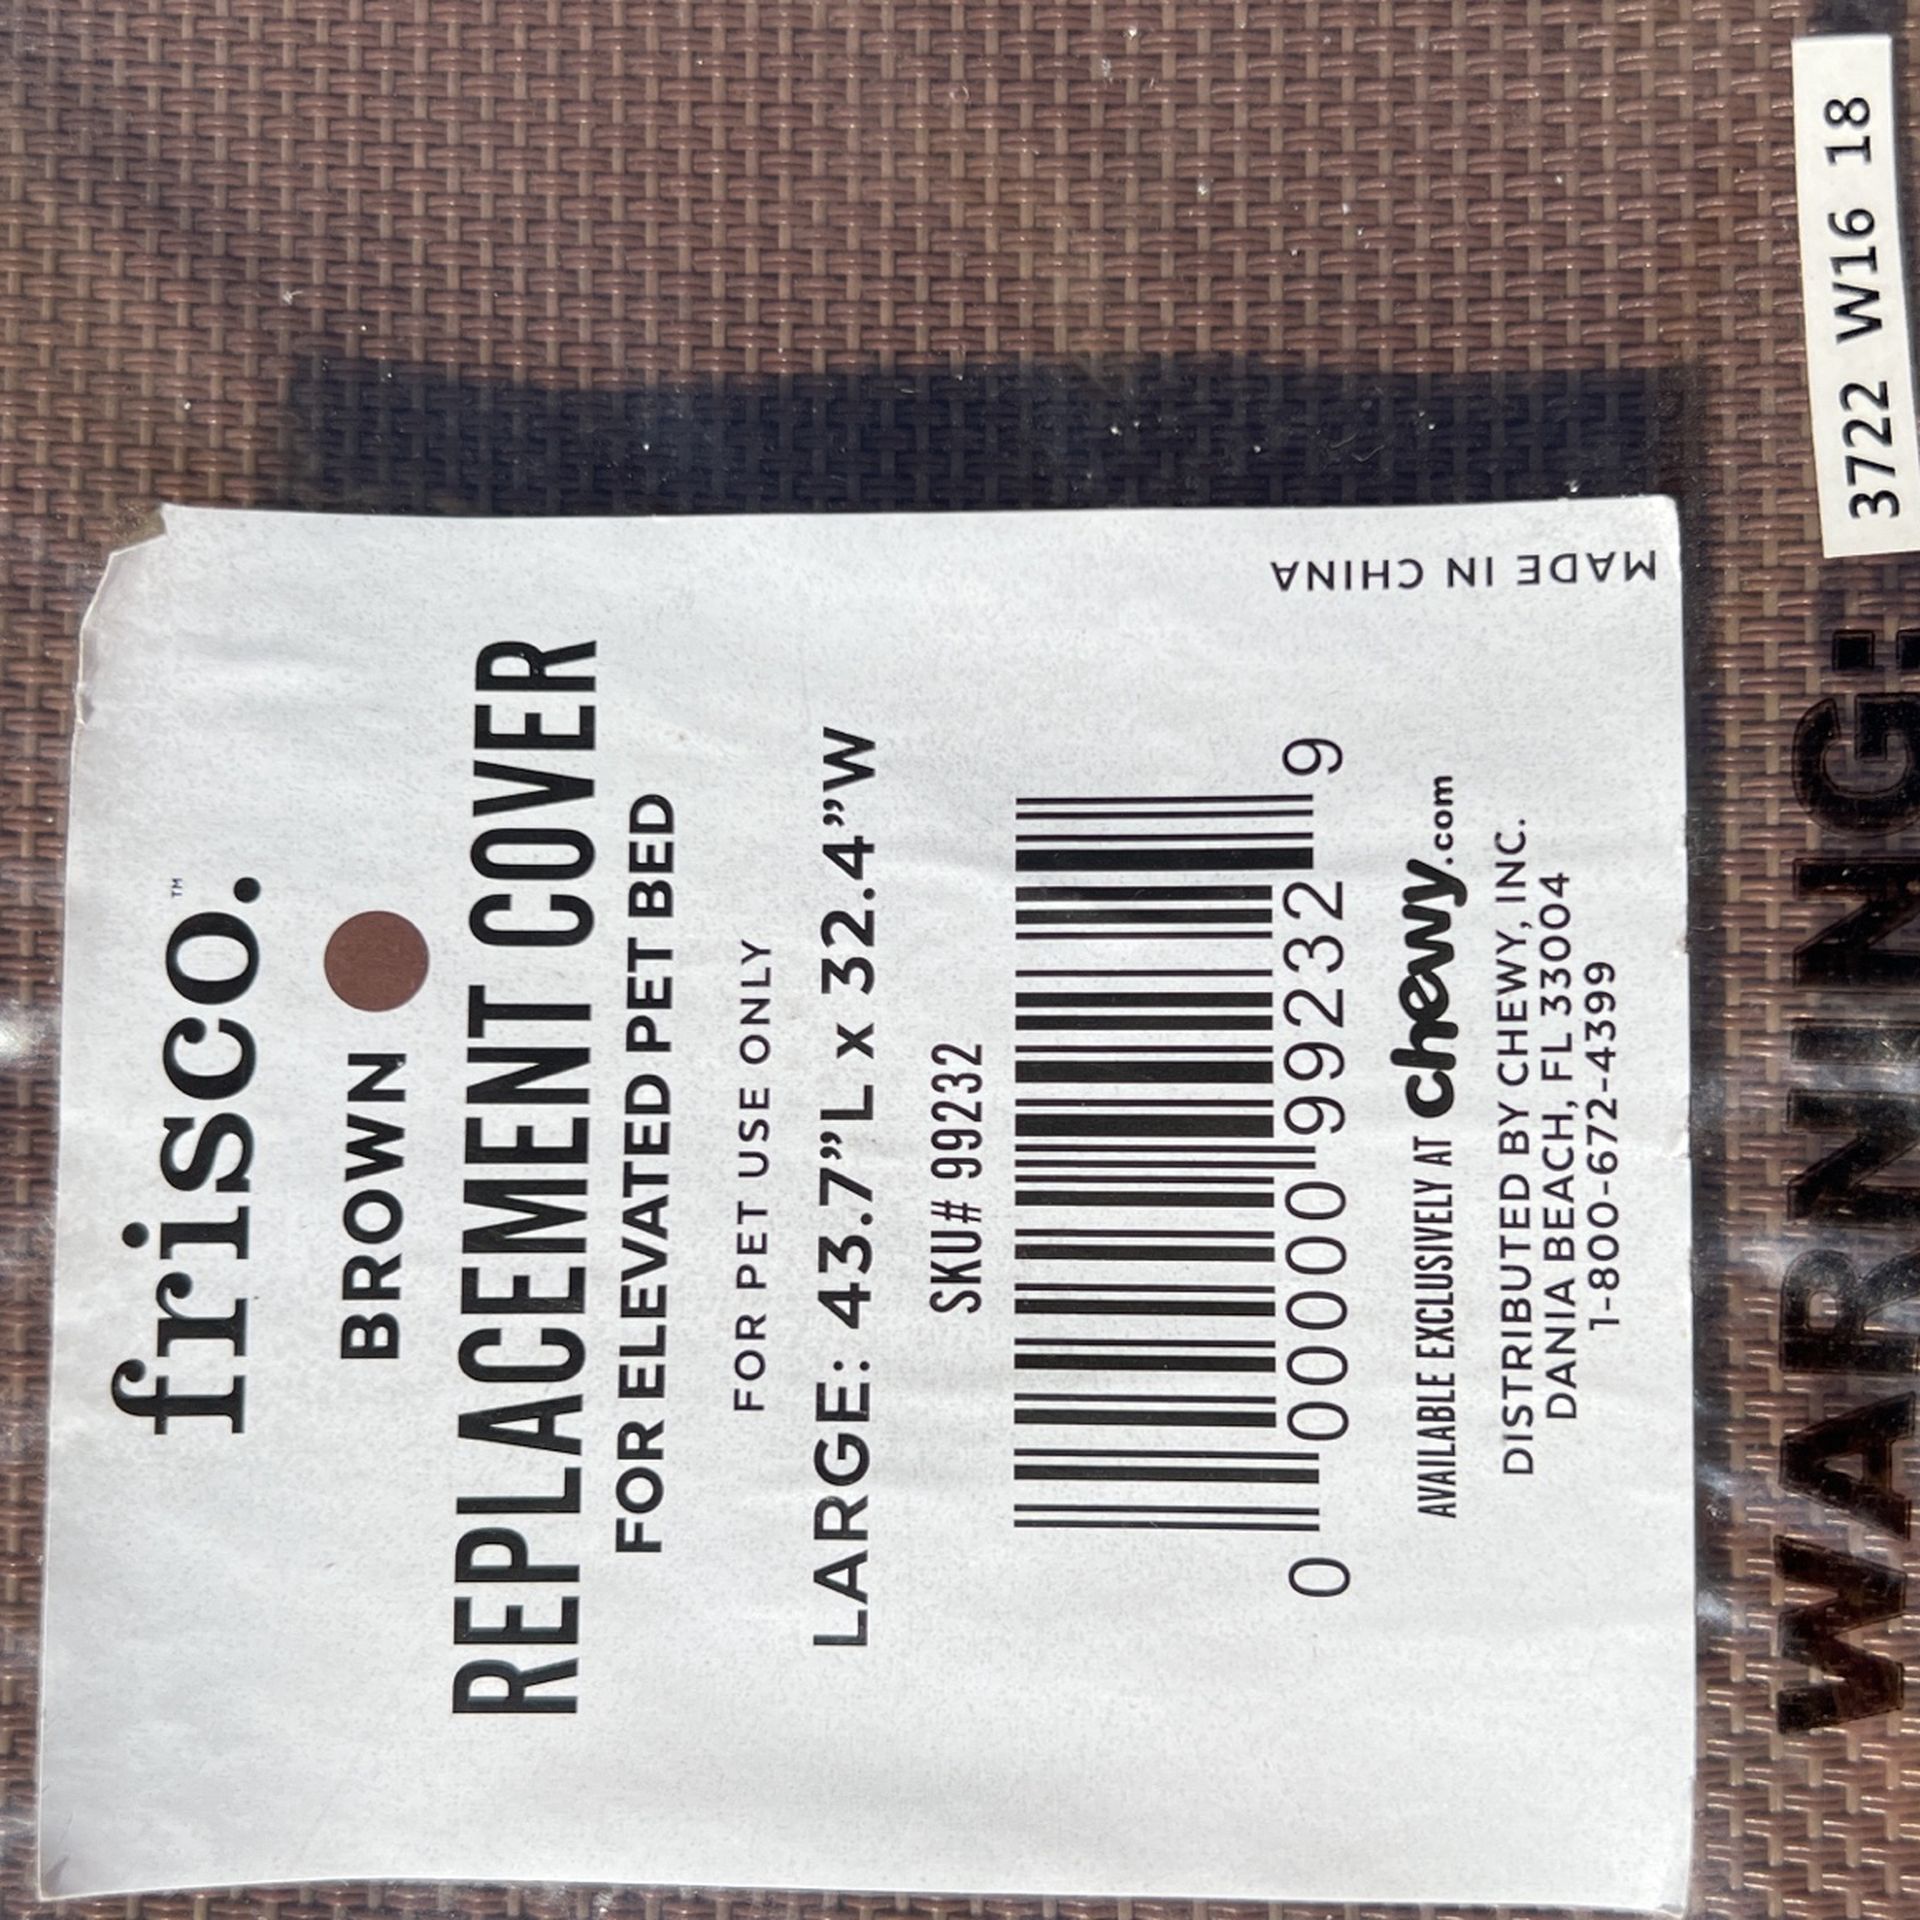 frisco.™
BROWN
REPLACEMENT COVER
FOR ELEVATED PET BED
FOR PET USE ONLY
LARGE: 43.7”L x 32.4”W
SKU# 99232
0 00000 99232 9
AVAILABLE EXCLUSIVELY AT chewy.com
DISTRIBUTED BY CHEWY, INC.
DANIA BEACH, FL 33004
1-800-672-4399
MADE IN CHINA
WARNING:
3722 W16 18